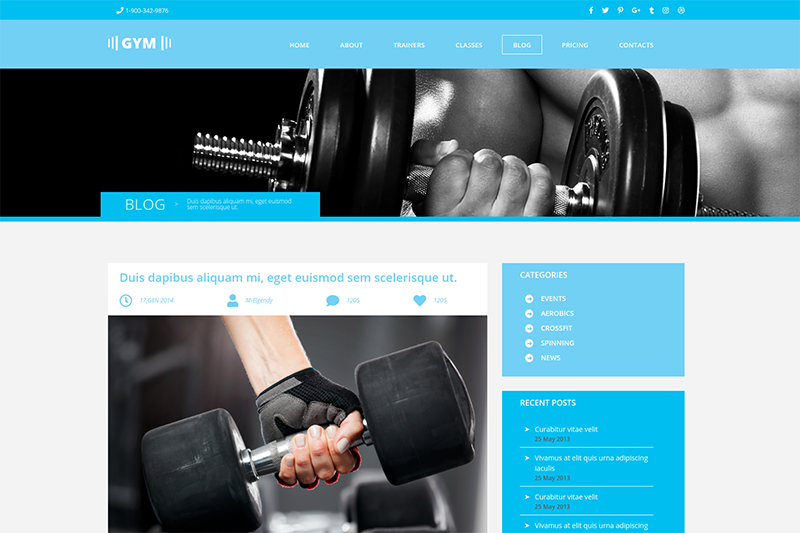 1-900-342-9876
GYM
HOME ABOUT TRAINERS CLASSES BLOG PRICING CONTACTS
BLOG > Duis dapibus aliquam mi, eget euismod
sem scelerisque ut.
Duis dapibus aliquam mi, eget euismod sem scelerisque ut.
17,DEN 2014 M-Elgendy 1205 1205
CATEGORIES
EVENTS
AEROBICS
CROSSFIT
SPINNING
NEWS
RECENT POSTS
Curabitur vitae velit
25 May 2013
Vivamus at elit quis urna adipiscing
iaculis
25 May 2013
Curabitur vitae velit
25 May 2013
Vivamus at elit quis urna adipiscing